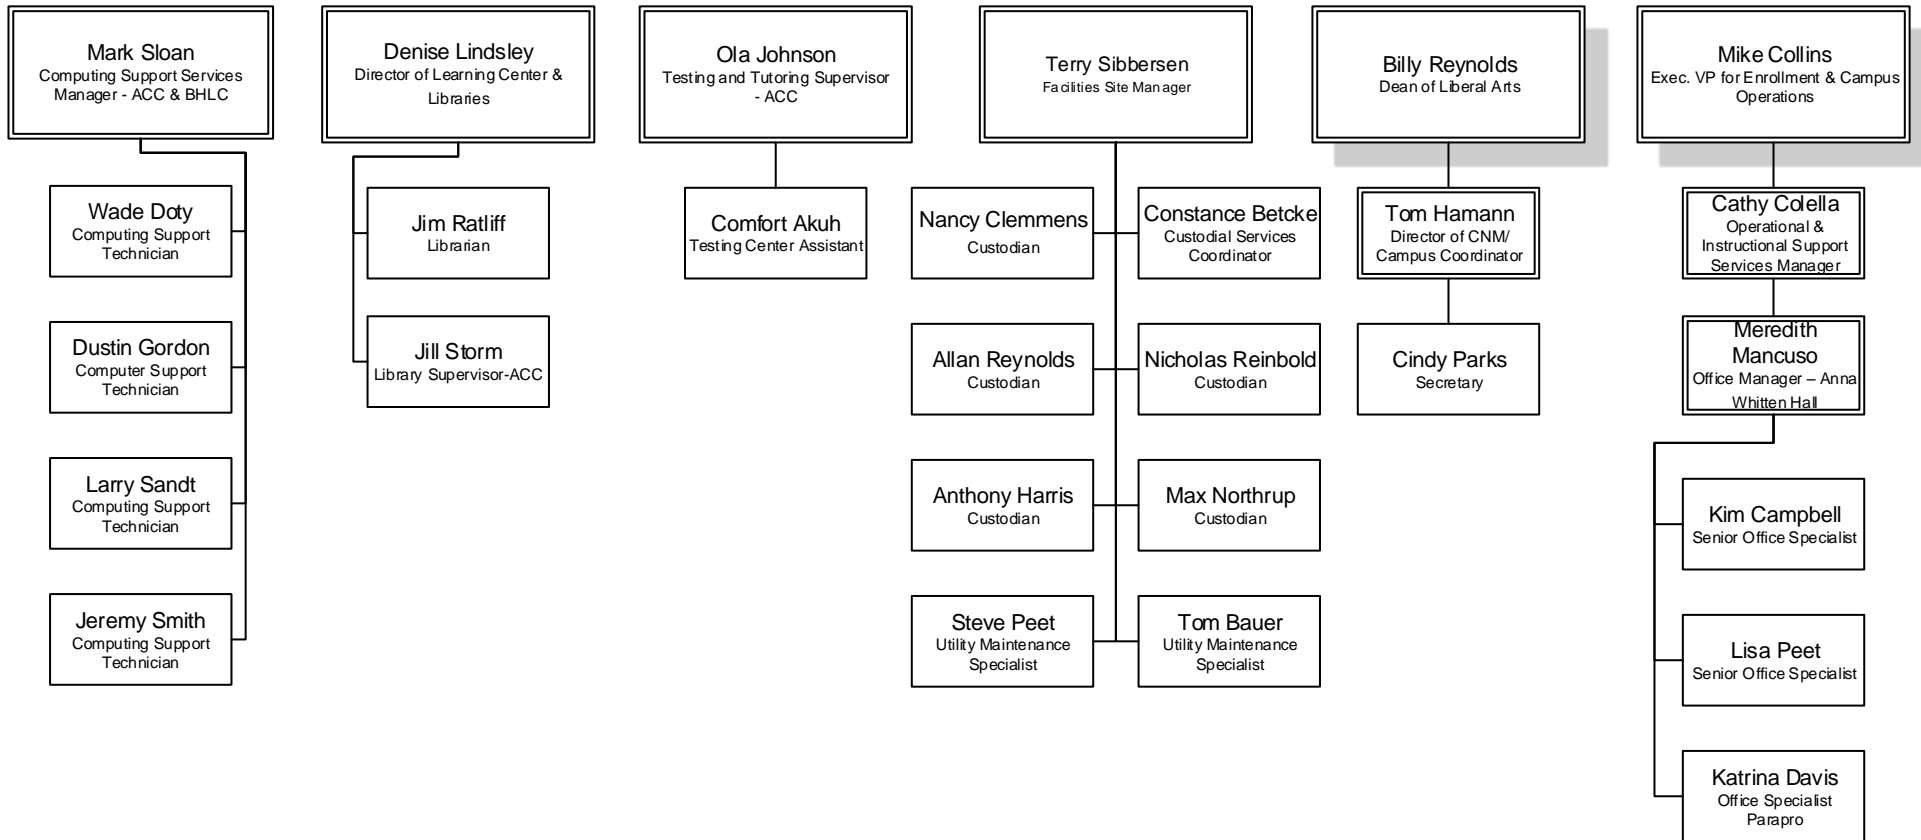 Mark Sloan
Computing Support Services
Manager - ACC & BHLC
Wade Doty
Computing Support
Technician
Dustin Gordon
Computer Support
Technician
Larry Sandt
Computing Support
Technician
Jeremy Smith
Computing Support
Technician
Denise Lindsley
Director of Learning Center &
Libraries
Jim Ratliff
Librarian
Jill Storm
Library Supervisor-ACC
Ola Johnson
Testing and Tutoring Supervisor
- ACC
Comfort Akuh
Testing Center Assistant
Terry Sibbersen
Facilities Site Manager
Nancy Clemmens
Custodian
Constance Betcke
Custodial Services
Coordinator
Allan Reynolds
Custodian
Nicholas Reinbold
Custodian
Anthony Harris
Custodian
Max Northrup
Custodian
Steve Peet
Utility Maintenance
Specialist
Tom Bauer
Utility Maintenance
Specialist
Billy Reynolds
Dean of Liberal Arts
Tom Hamann
Director of CNM/
Campus Coordinator
Cindy Parks
Secretary
Mike Collins
Exec. VP for Enrollment & Campus
Operations
Cathy Colella
Operational &
Instructional Support
Services Manager
Meredith
Mancuso
Office Manager – Anna
Whitten Hall
Kim Campbell
Senior Office Specialist
Lisa Peet
Senior Office Specialist
Katrina Davis
Office Specialist
Parapro